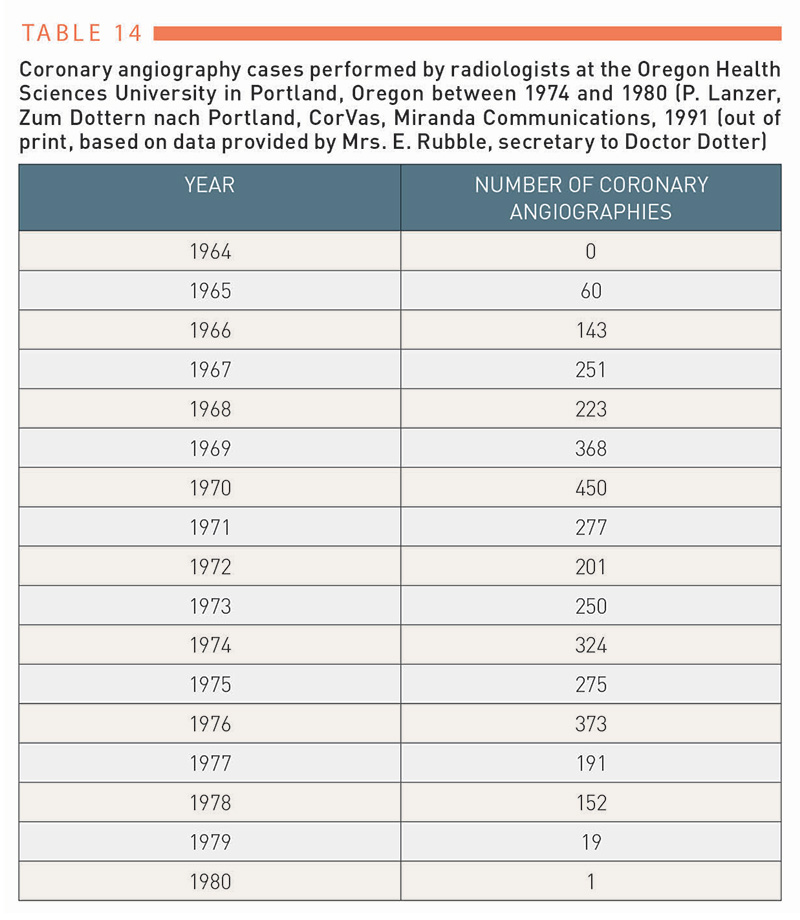 TABLE 14
Coronary angiography cases performed by radiologists at the Oregon Health
Sciences University in Portland, Oregon between 1974 and 1980 (P. Lanzer,
Zum Dottern nach Portland, CorVas, Miranda Communications, 1991 (out of
print, based on data provided by Mrs. E. Rubble, secretary to Doctor Dotter)
YEAR NUMBER OF CORONARY
ANGIOGRAPHIES
1964 0
1965 60
1966 143
1967 251
1968 223
1969 368
1970 450
1971 277
1972 201
1973 250
1974 324
1975 275
1976 373
1977 191
1978 152
1979 19
1980 1